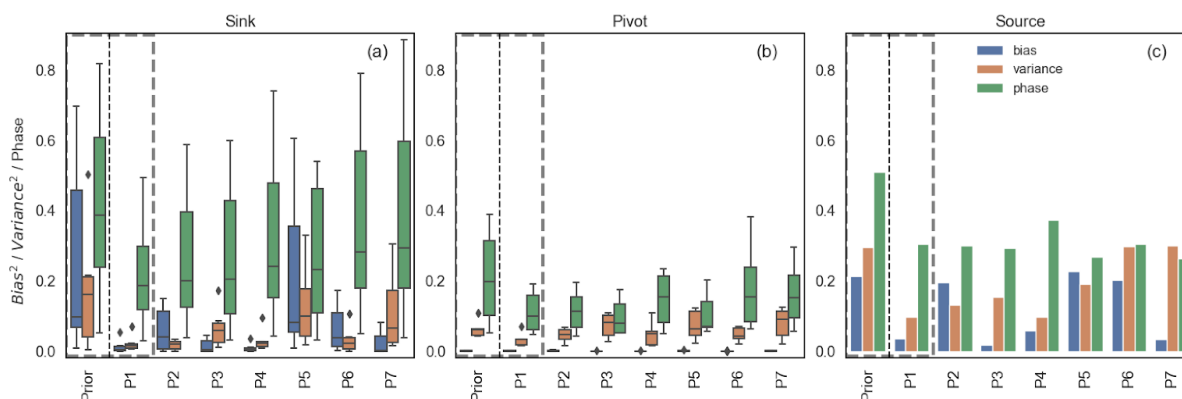 Sink
Pivot
Source
(a)
(b)
(c)
bias
variance
phase
Bias² / Variance² / Phase
0.8
0.6
0.4
0.2
0.0
0.8
0.6
0.4
0.2
0.0
0.8
0.6
0.4
0.2
0.0
Prior P1 P2 P3 P4 P5 P6 P7
Prior P1 P2 P3 P4 P5 P6 P7
Prior P1 P2 P3 P4 P5 P6 P7